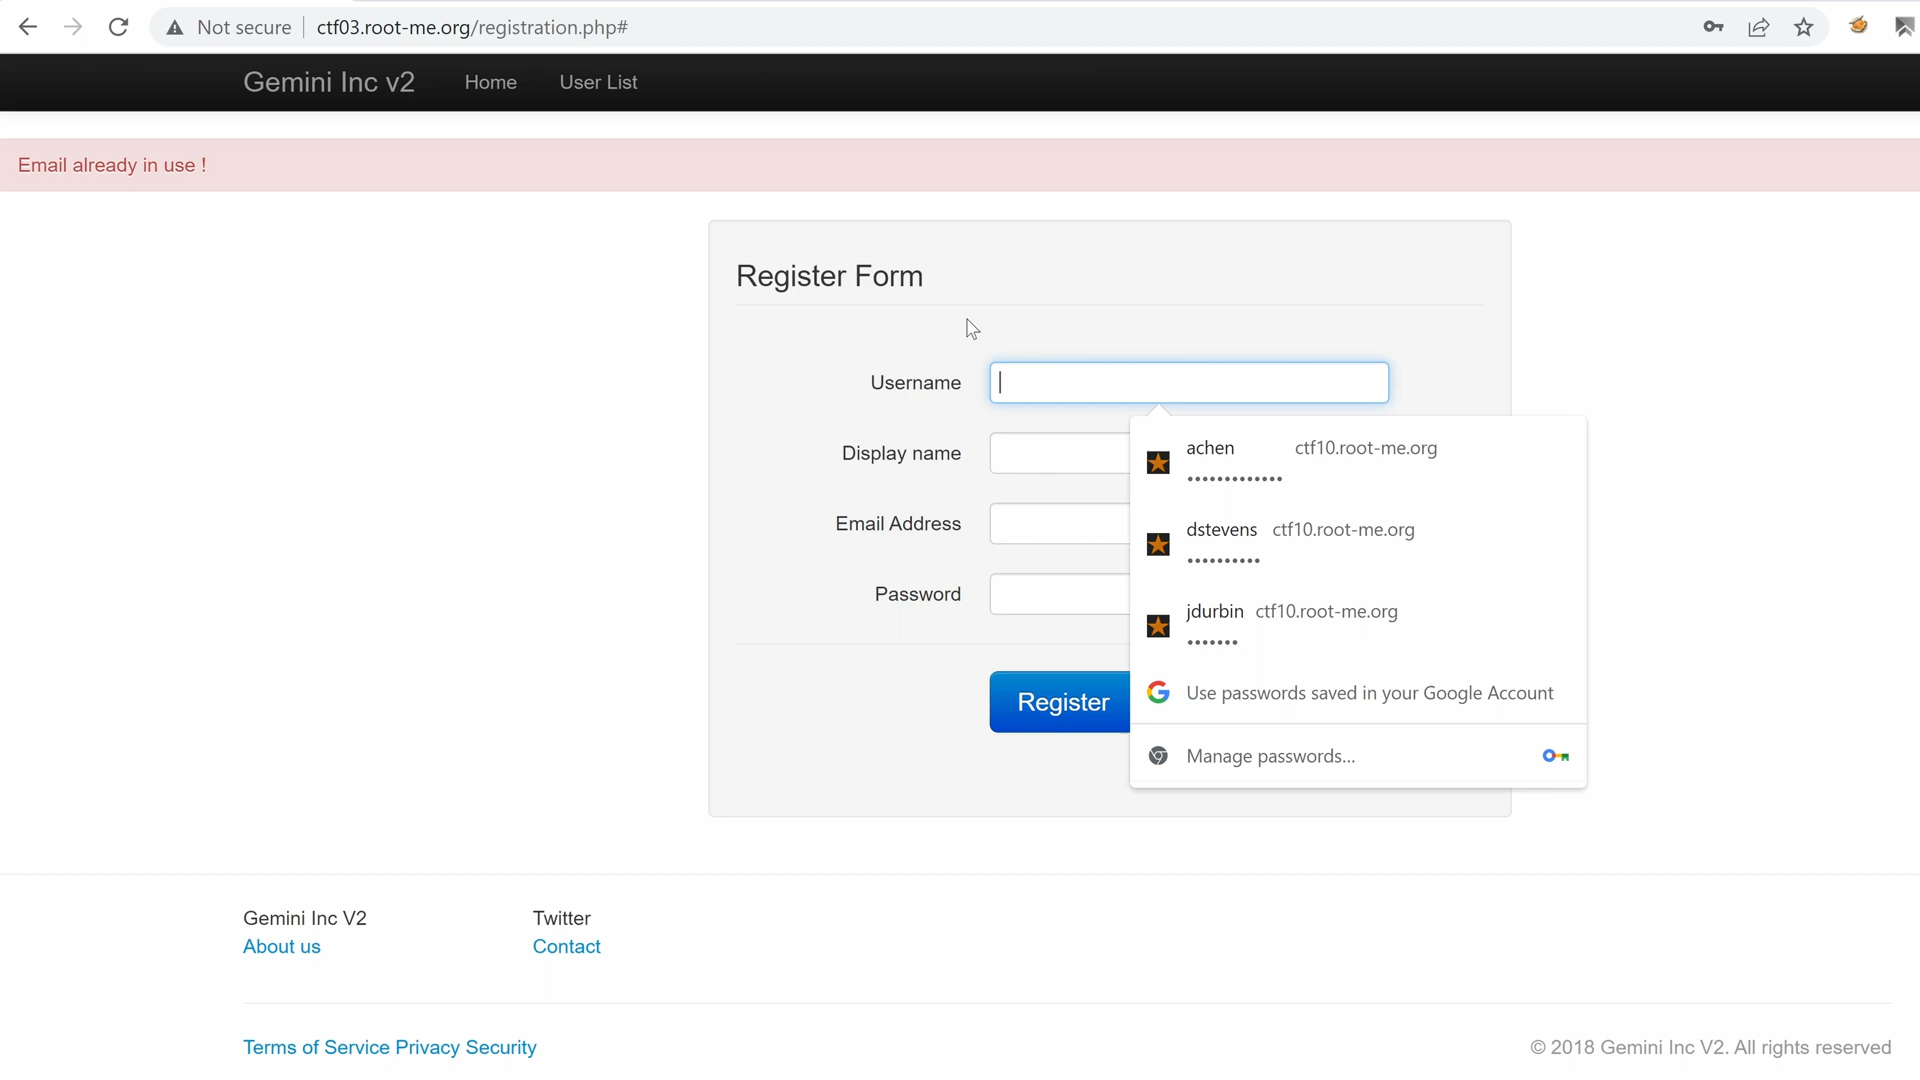 Not secure ctf03.root-me.org/registration.php#
Gemini Inc v2 Home User List
Email already in use !
Register Form
Username
Display name
Email Address
Password
Register
achen ctf10.root-me.org
•••••••••••••
dstevens ctf10.root-me.org
••••••••••
jdurbin ctf10.root-me.org
•••••••
Use passwords saved in your Google Account
Manage passwords...
Gemini Inc V2 Twitter
About us Contact
Terms of Service Privacy Security © 2018 Gemini Inc V2. All rights reserved